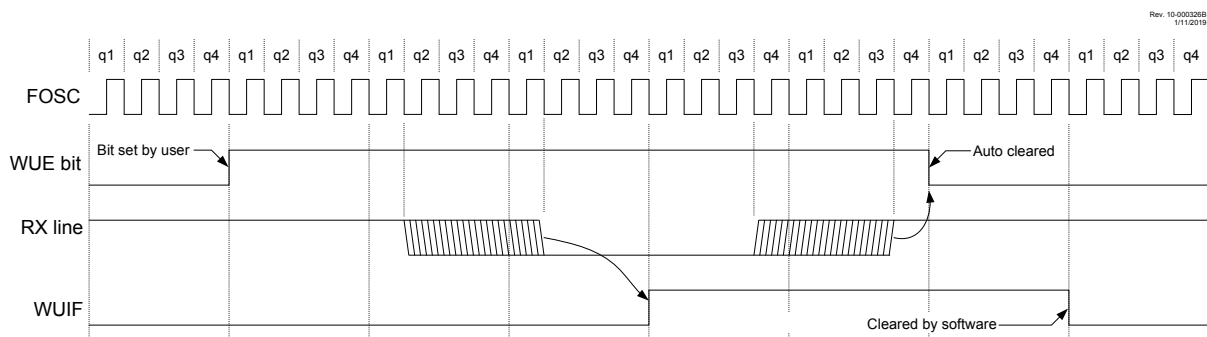 Rev. 10-000326B
1/11/2019
q1 q2 q3 q4 q1 q2 q3 q4 q1 q2 q3 q4 q1 q2 q3 q4 q1 q2 q3 q4 q1 q2 q3 q4 q1 q2 q3 q4 q1 q2 q3 q4
FOSC
WUE bit
Bit set by user
Auto cleared
RX line
WUIF
Cleared by software